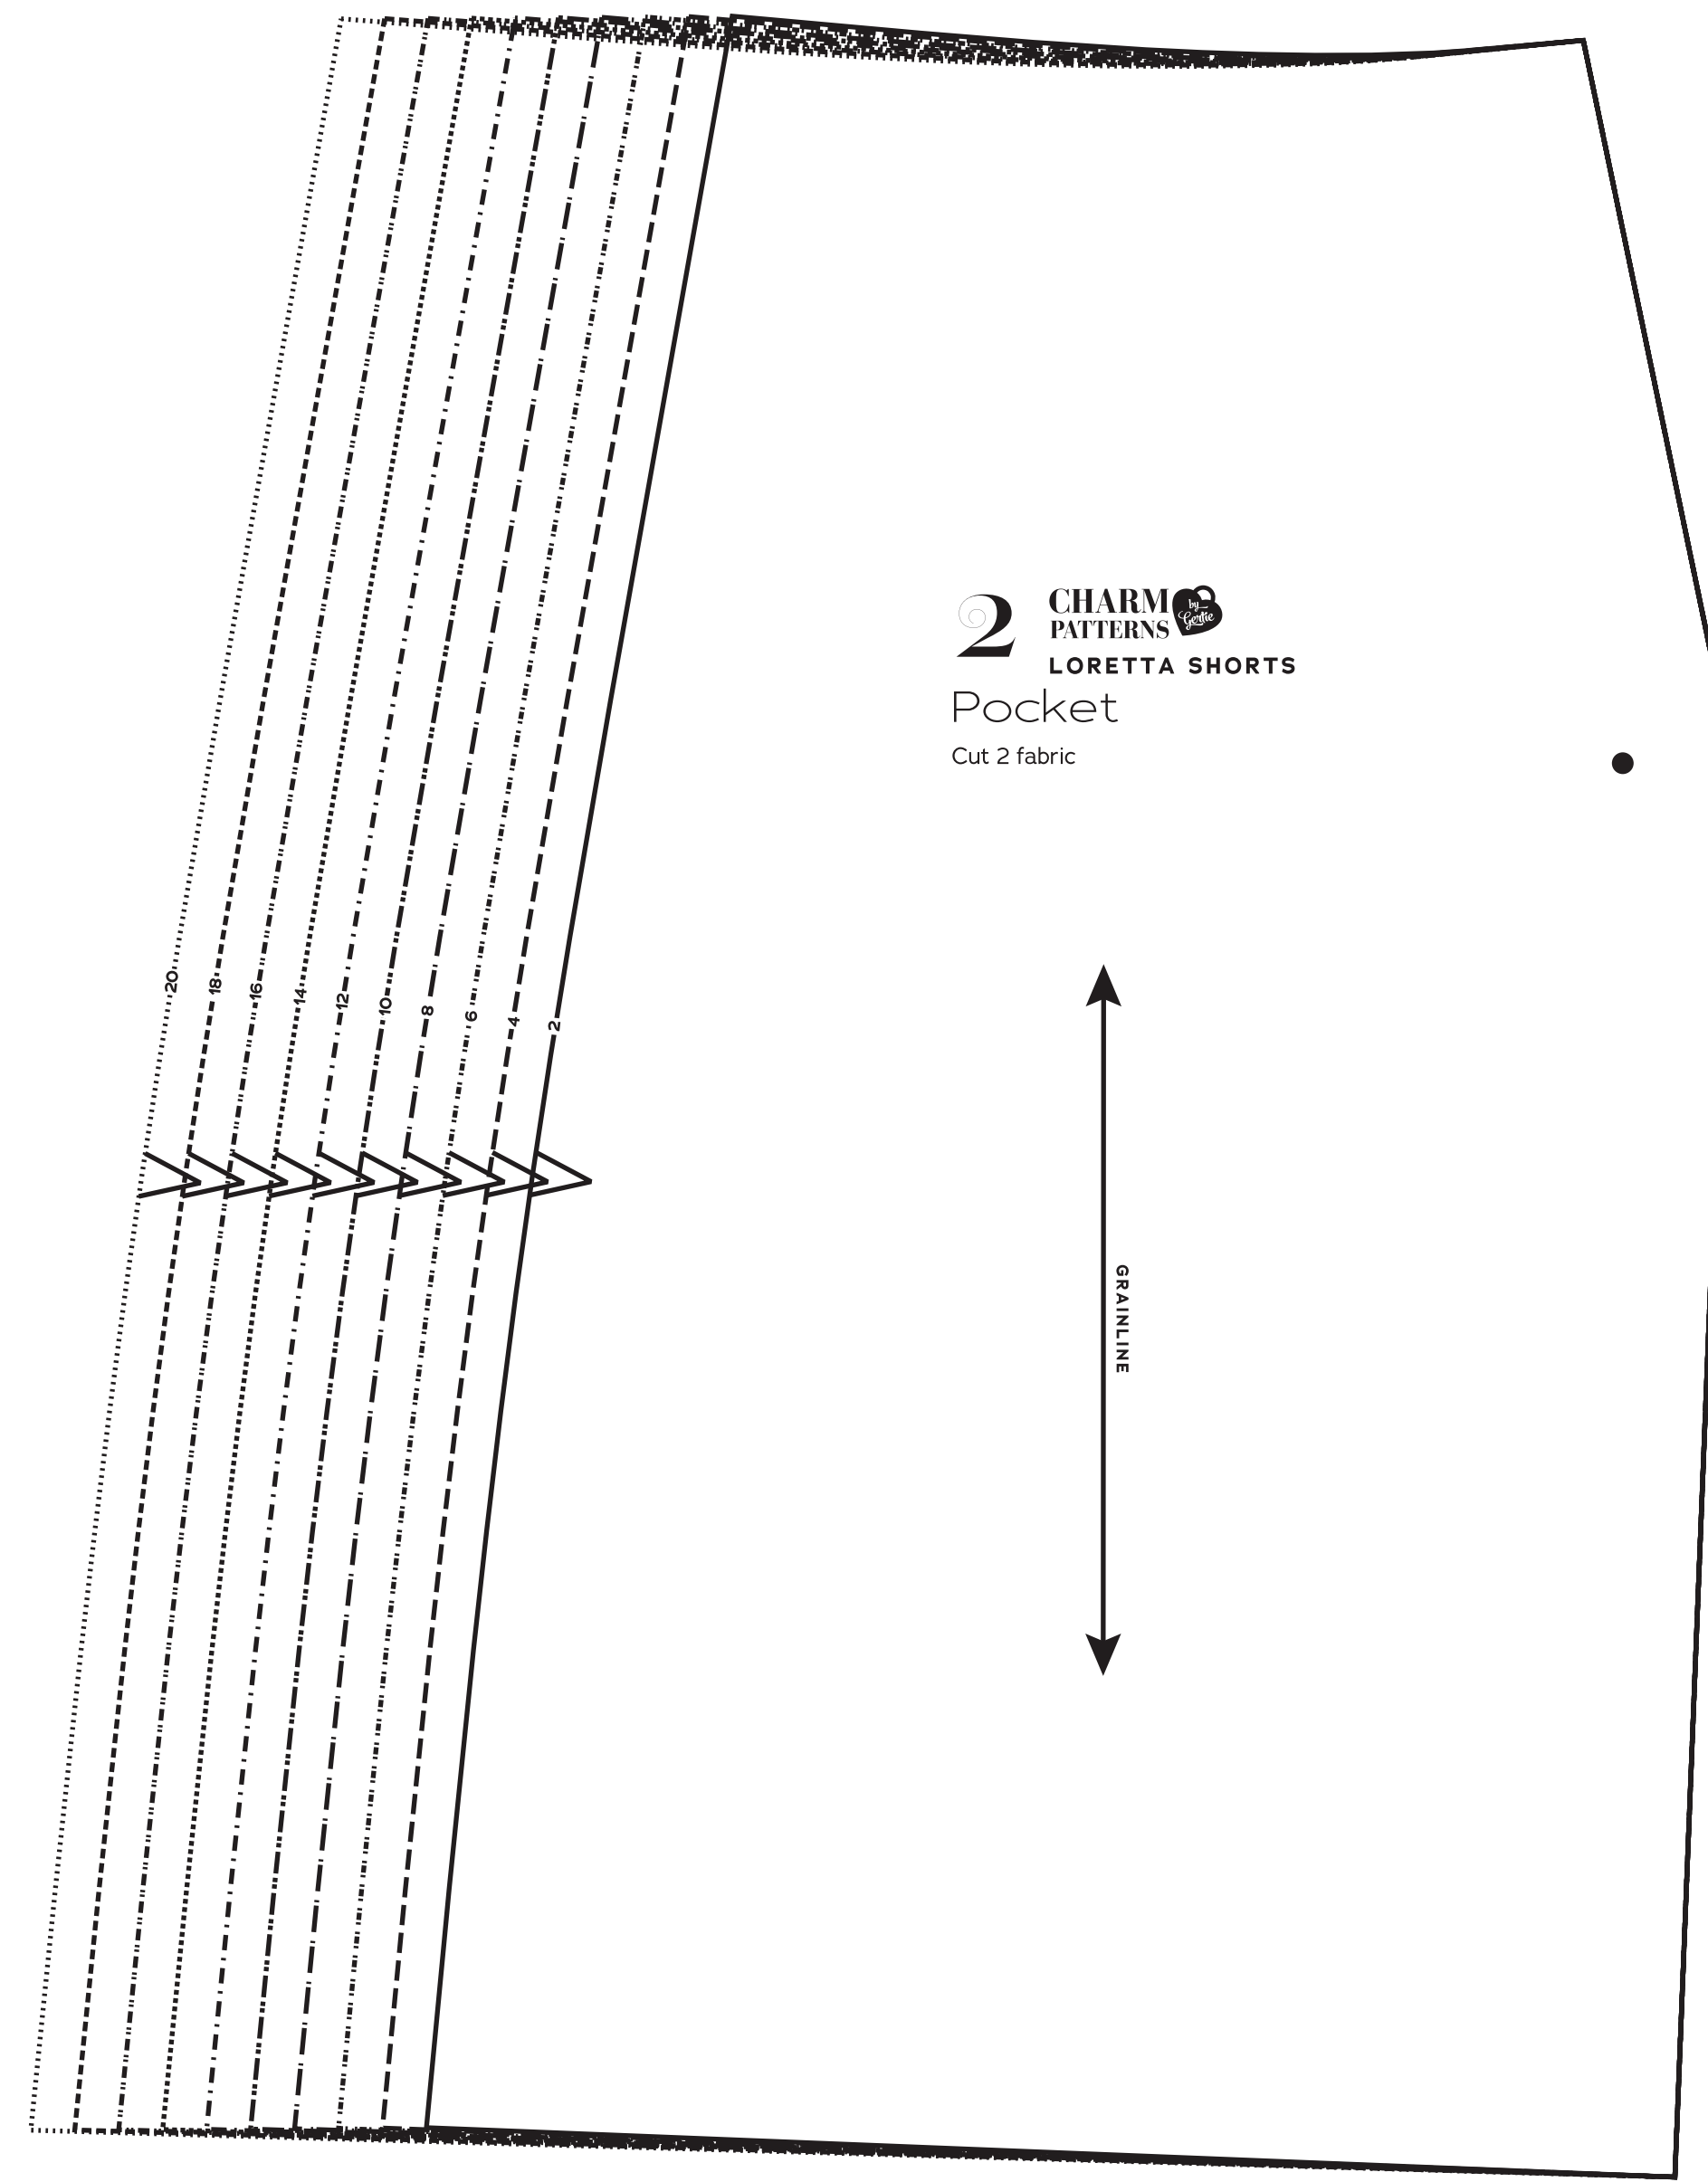 2
CHARM
by
Gertie
PATTERNS
LORETTA SHORTS
Pocket
Cut 2 fabric
20
18
16
14
12
10
8
6
4
2
GRAINLINE